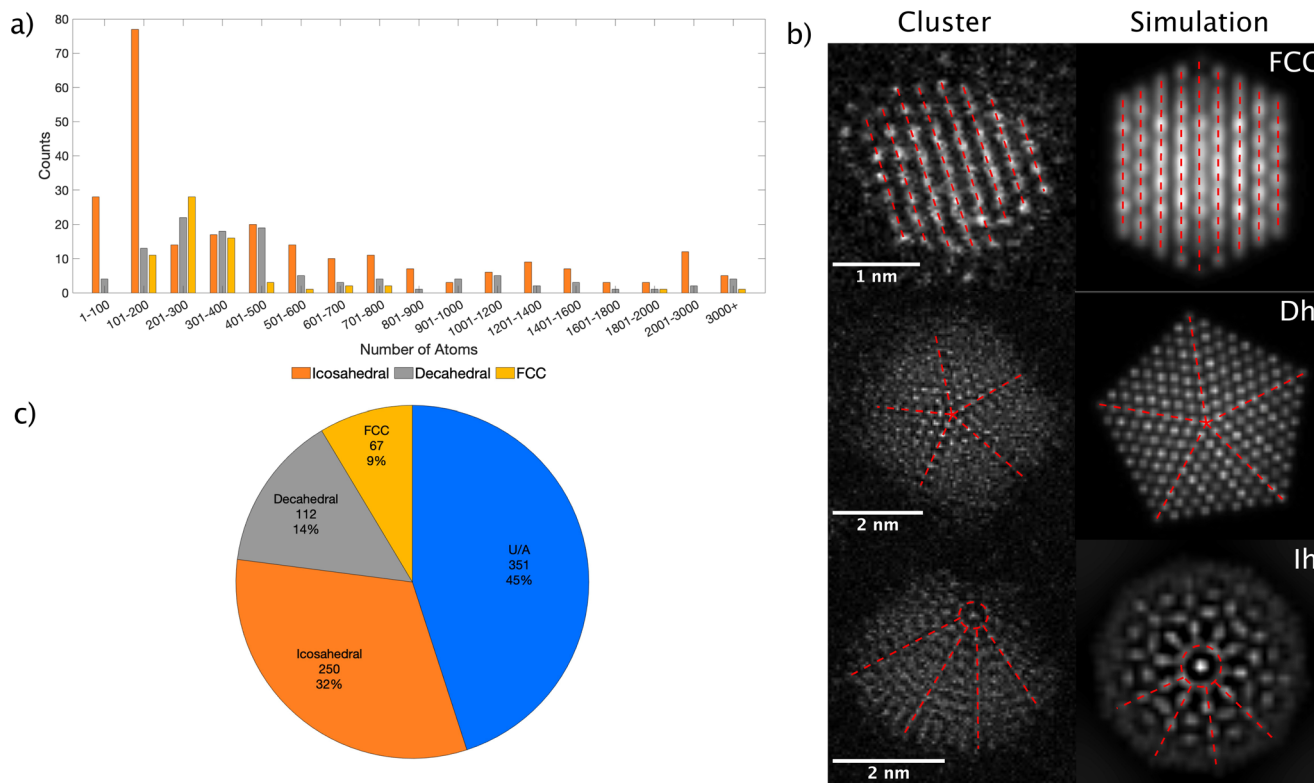 a)
80
70
60
50
40
30
20
10
0
Counts
1-100
101-200
201-300
301-400
401-500
501-600
601-700
701-800
801-900
901-1000
1001-1200
1201-1400
1401-1600
1601-1800
1801-2000
2001-3000
3000+
Number of Atoms
Icosahedral Decahedral FCC
b)
Cluster Simulation
FCC
1 nm
Dh
2 nm
Ih
2 nm
c)
FCC
67
9%
Decahedral
112
14%
U/A
351
45%
Icosahedral
250
32%